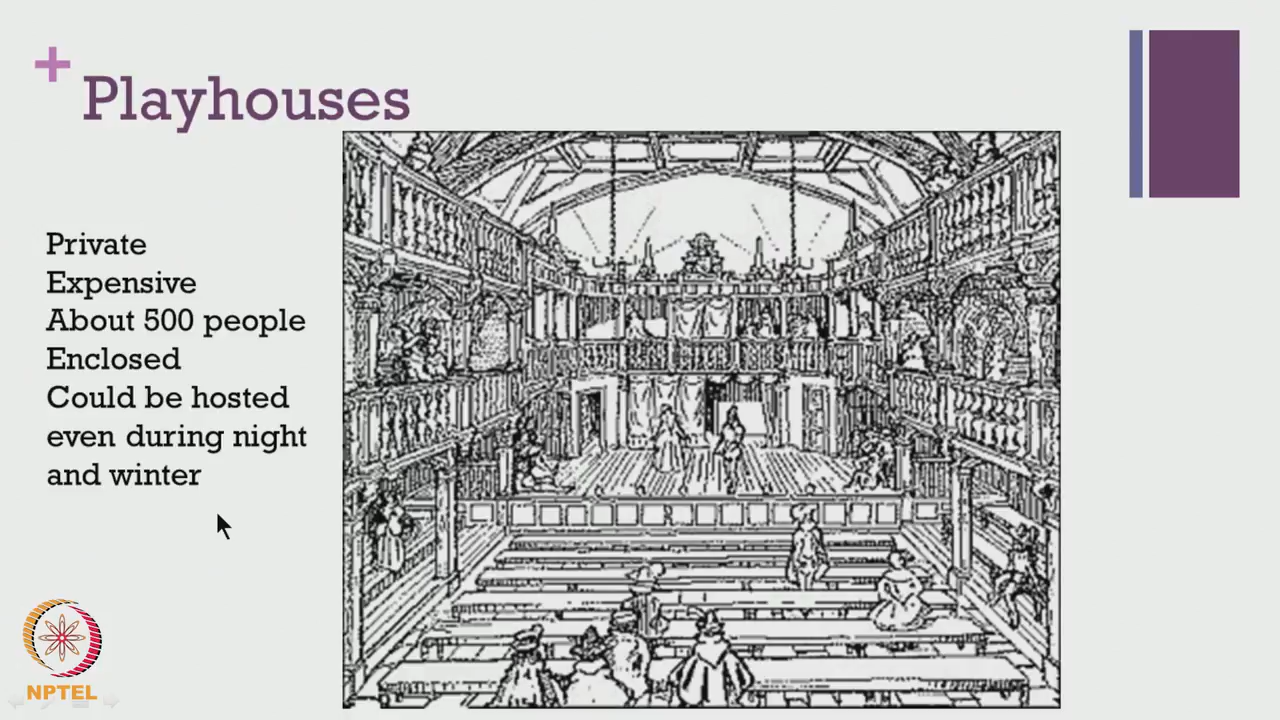 Playhouses
Private
Expensive
About 500 people
Enclosed
Could be hosted
even during night
and winter
NPTEL